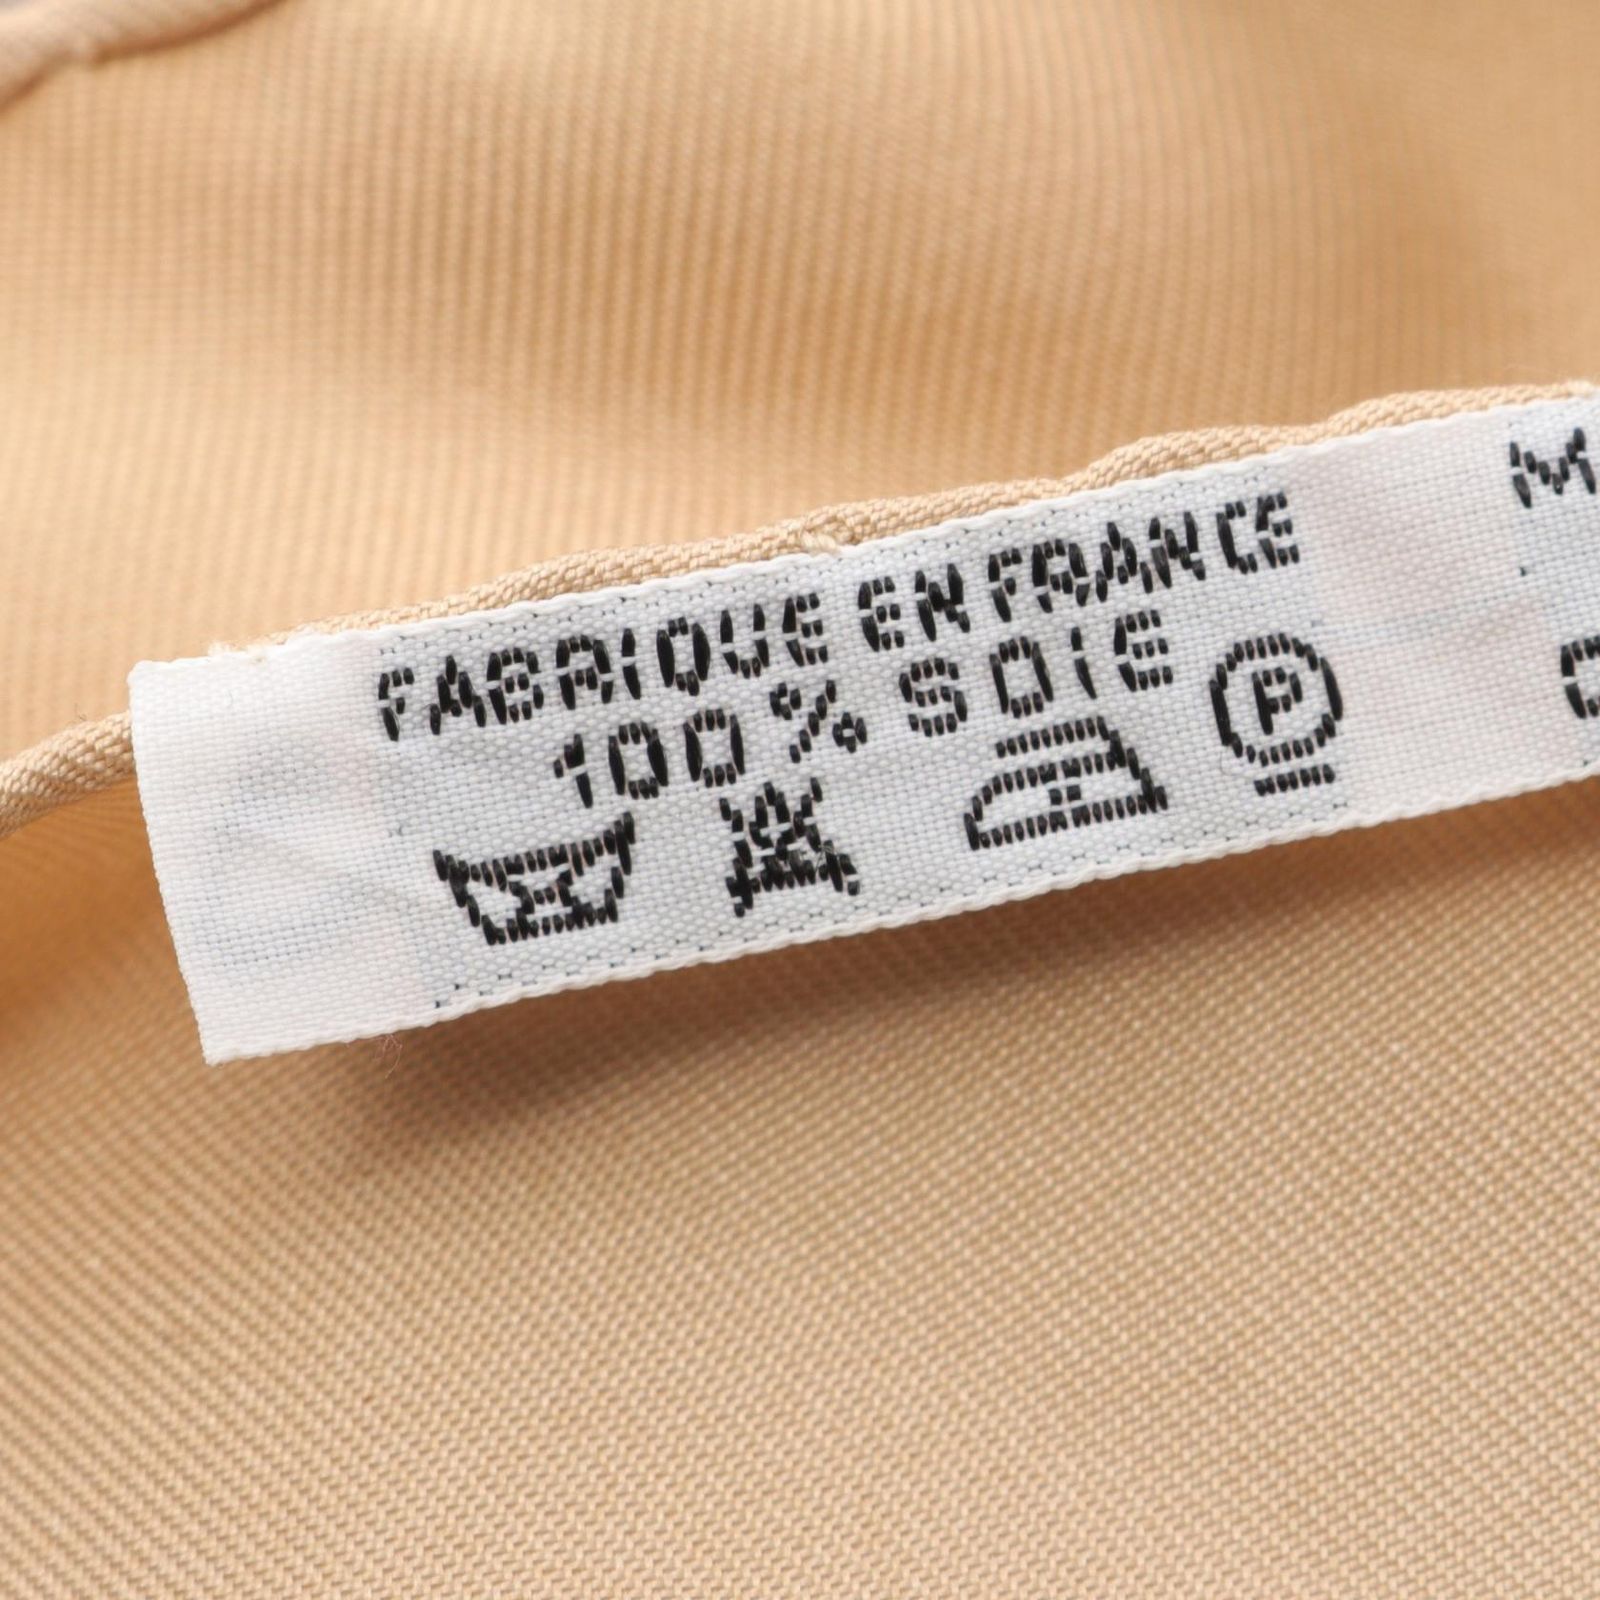 FABRIQUE EN FRANCE
100% SOIE
P